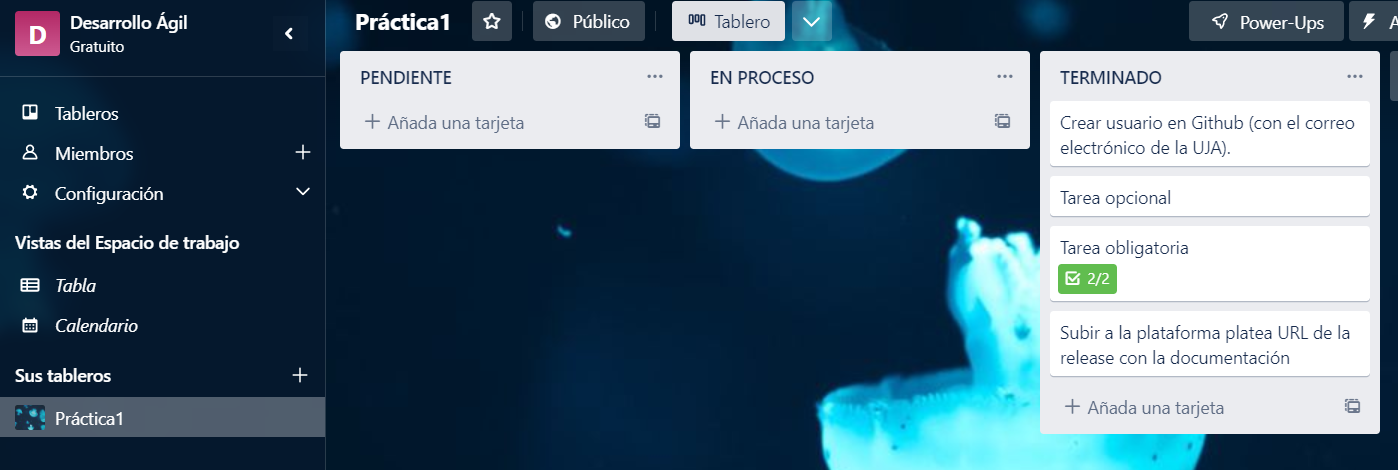 D
Desarrollo Ágil
Gratuito
Tableros
Miembros
Configuración
Vistas del Espacio de trabajo
Tabla
Calendario
Sus tableros
Práctica1
Práctica1
Público
Tablero
Power-Ups
PENDIENTE
Añada una tarjeta
EN PROCESO
Añada una tarjeta
TERMINADO
Crear usuario en Github (con el correo
electrónico de la UJA).
Tarea opcional
Tarea obligatoria
2/2
Subir a la plataforma platea URL de la
release con la documentación
Añada una tarjeta